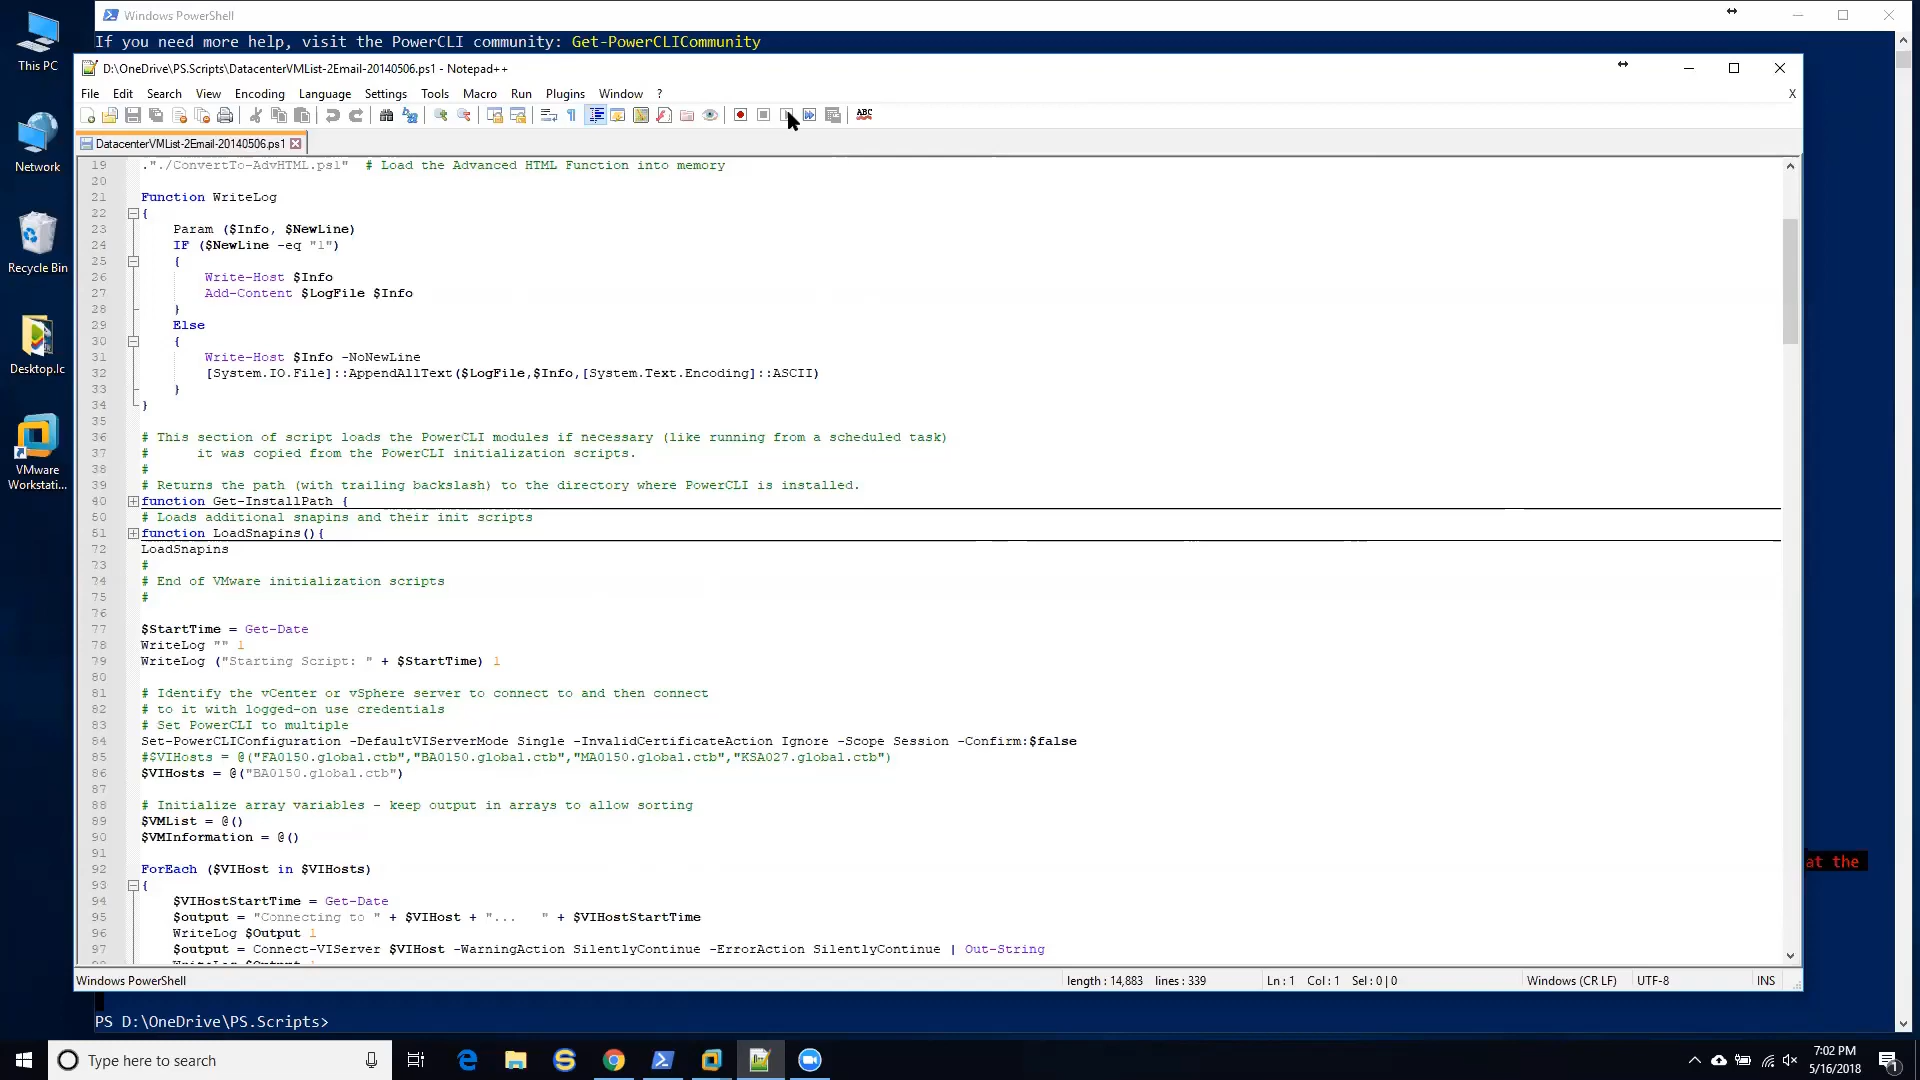 Windows PowerShell
If you need more help, visit the PowerCLI community: Get-PowerCLICommunity
D:\OneDrive\PS.Scripts\DatacenterVMList-2Email-20140506.ps1 - Notepad++
File Edit Search View Encoding Language Settings Tools Macro Run Plugins Window ?
X
ABC
DatacenterVMList-2Email-20140506.ps1
19 ."./ConvertTo-AdvHTML.ps1" # Load the Advanced HTML Function into memory
20
21 Function WriteLog
22 {
23 Param ($Info, $NewLine)
24 IF ($NewLine -eq "1")
25 {
26 Write-Host $Info
27 Add-Content $LogFile $Info
28 }
29 Else
30 {
31 Write-Host $Info -NoNewLine
32 [System.IO.File]::AppendAllText($LogFile,$Info,[System.Text.Encoding]::ASCII)
33 }
34 }
35
36 # This section of script loads the PowerCLI modules if necessary (like running from a scheduled task)
37 # it was copied from the PowerCLI initialization scripts.
38 #
39 # Returns the path (with trailing backslash) to the directory where PowerCLI is installed.
40 function Get-InstallPath {
50 # Loads additional snapins and their init scripts
51 function LoadSnapins(){
72 LoadSnapins
73 #
74 # End of VMware initialization scripts
75 #
76
77 $StartTime = Get-Date
78 WriteLog "" 1
79 WriteLog ("Starting Script: " + $StartTime) 1
80
81 # Identify the vCenter or vSphere server to connect to and then connect
82 # to it with logged-on use credentials
83 # Set PowerCLI to multiple
84 Set-PowerCLIConfiguration -DefaultVIServerMode Single -InvalidCertificateAction Ignore -Scope Session -Confirm:$false
85 #$VIHosts = @("FA0150.global.ctb","BA0150.global.ctb","MA0150.global.ctb","KSA027.global.ctb")
86 $VIHosts = @("BA0150.global.ctb")
87
88 # Initialize array variables - keep output in arrays to allow sorting
89 $VMList = @()
90 $VMInformation = @()
91
92 ForEach ($VIHost in $VIHosts)
93 {
94 $VIHostStartTime = Get-Date
95 $output = "Connecting to " + $VIHost + "... " + $VIHostStartTime
96 WriteLog $Output 1
97 $output = Connect-VIServer $VIHost -WarningAction SilentlyContinue -ErrorAction SilentlyContinue | Out-String
at the
Windows PowerShell length : 14,883 lines : 339 Ln : 1 Col : 1 Sel : 0 | 0 Windows (CR LF) UTF-8 INS
PS D:\OneDrive\PS.Scripts>
This PC
Network
Recycle Bin
Desktop.lc
VMware
Workstati...
Type here to search
7:02 PM
5/16/2018
1